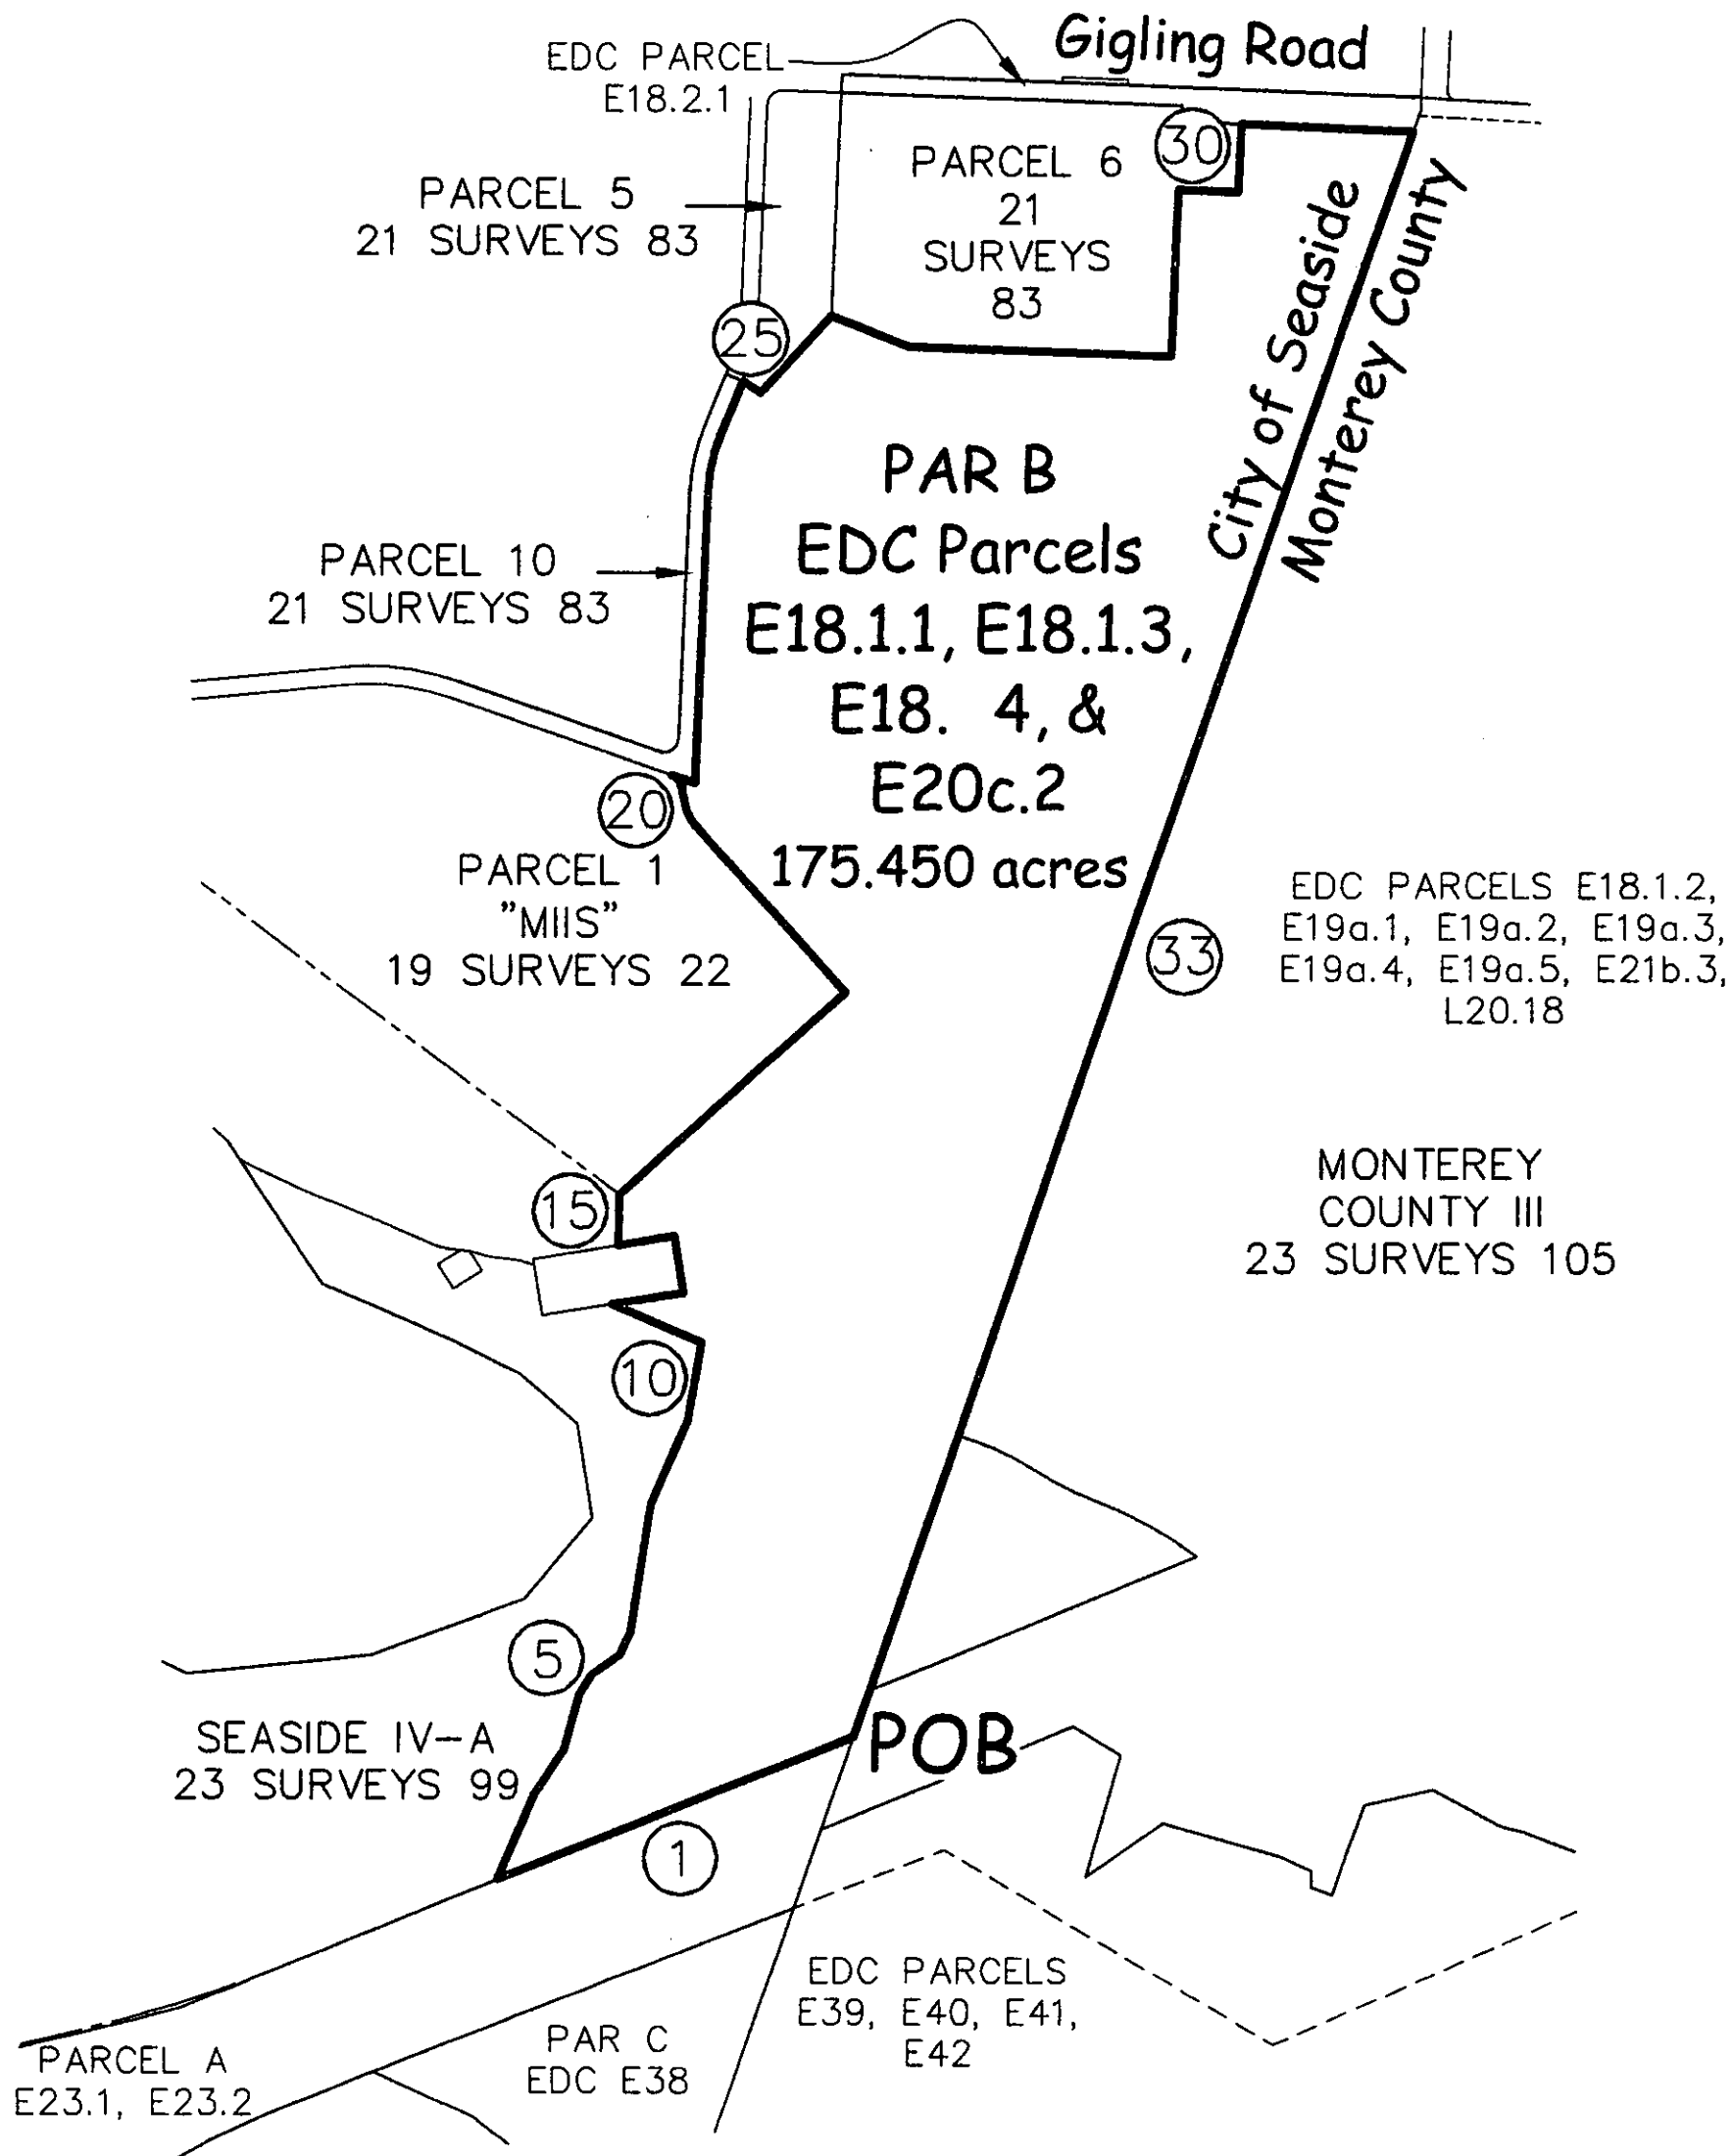 Gigling Road
EDC PARCEL
E18.2.1
30
PARCEL 6
21
SURVEYS
83
PARCEL 5
21 SURVEYS 83
City of Seaside
Monterey County
25
PAR B
EDC Parcels
E18.1.1, E18.1.3,
E18. 4, &
E20c.2
175.450 acres
PARCEL 10
21 SURVEYS 83
20
PARCEL 1
"MIIS"
19 SURVEYS 22
33
EDC PARCELS E18.1.2,
E19a.1, E19a.2, E19a.3,
E19a.4, E19a.5, E21b.3,
L20.18
15
MONTEREY
COUNTY III
23 SURVEYS 105
10
5
SEASIDE IV-A
23 SURVEYS 99
POB
1
EDC PARCELS
E39, E40, E41,
E42
PAR C
EDC E38
PARCEL A
E23.1, E23.2